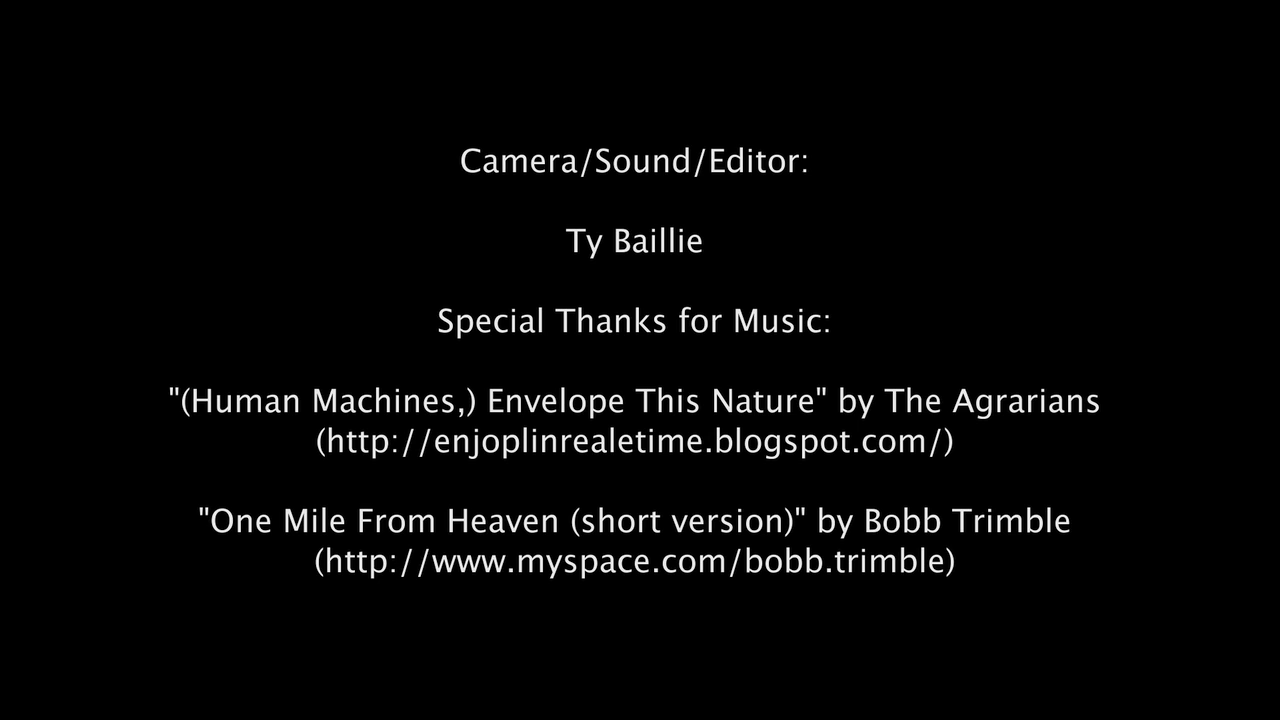 Camera/Sound/Editor:
Ty Baillie
Special Thanks for Music:
"(Human Machines,) Envelope This Nature" by The Agrarians
(http://enjoplinrealetime.blogspot.com/)
"One Mile From Heaven (short version)" by Bobb Trimble
(http://www.myspace.com/bobb.trimble)